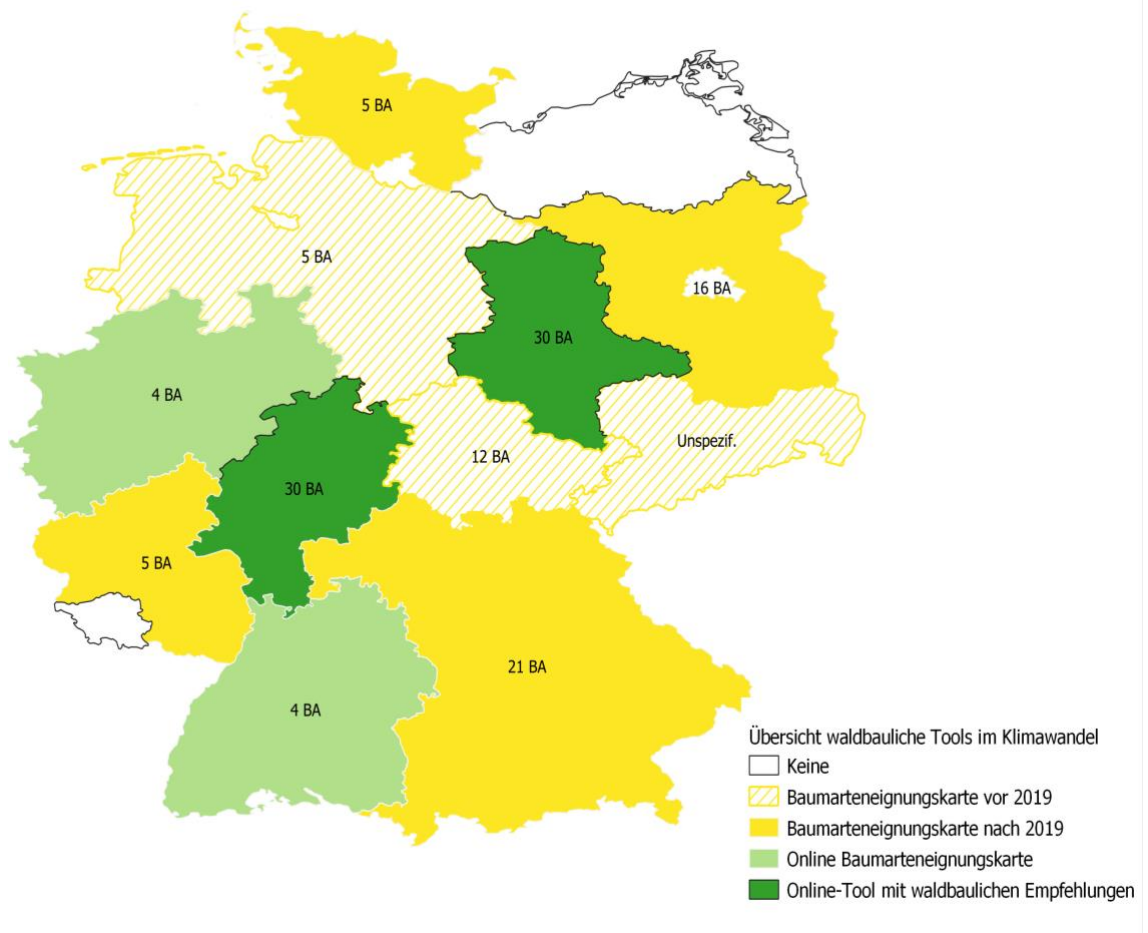 5 BA
5 BA
16 BA
30 BA
4 BA
Unspezif.
12 BA
30 BA
5 BA
21 BA
4 BA
Übersicht waldbauliche Tools im Klimawandel
Keine
Baumarteneignungskarte vor 2019
Baumarteneignungskarte nach 2019
Online Baumarteneignungskarte
Online-Tool mit waldbaulichen Empfehlungen